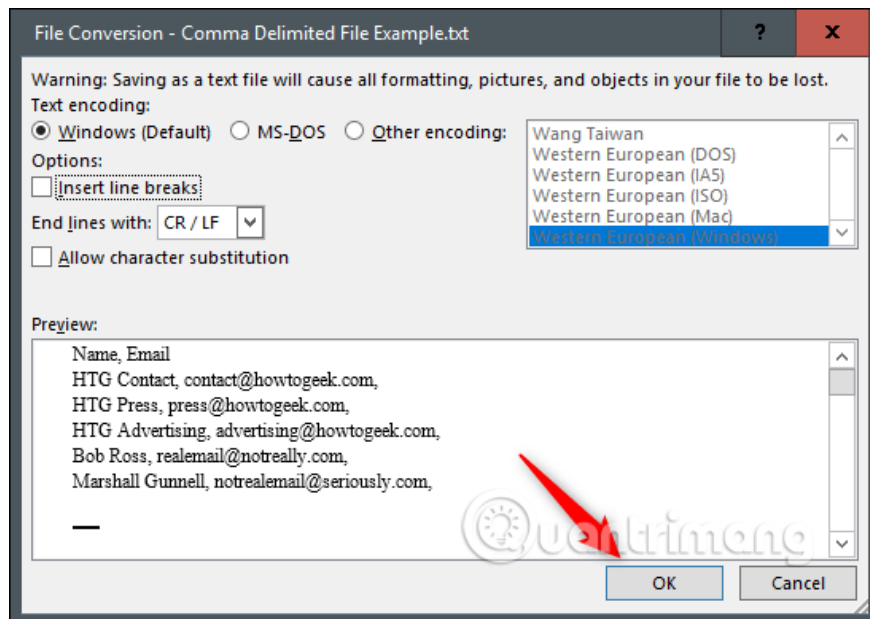 File Conversion - Comma Delimited File Example.txt ? x
Warning: Saving as a text file will cause all formatting, pictures, and objects in your file to be lost.
Text encoding:
Windows (Default) MS-DOS Other encoding:
Wang Taiwan
Western European (DOS)
Western European (IA5)
Western European (ISO)
Western European (Mac)
Western European (Windows)
Options:
Insert line breaks
End lines with: CR / LF
Allow character substitution
Preview:
Name, Email
HTG Contact, contact@howtogeek.com,
HTG Press, press@howtogeek.com,
HTG Advertising, advertising@howtogeek.com,
Bob Ross, realemail@notreally.com,
Marshall Gunnell, notrealemail@seriously.com,
Quantrimang
OK Cancel